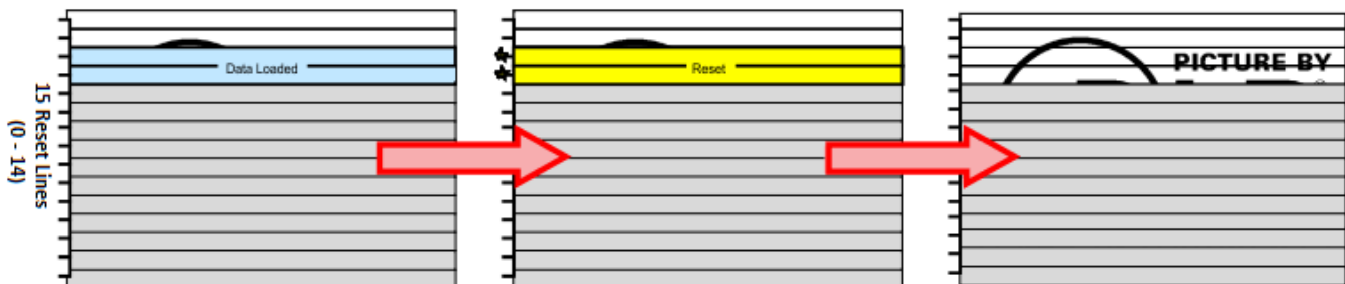 15 Reset Lines
(0 - 14)
Data Loaded
Reset
PICTURE BY